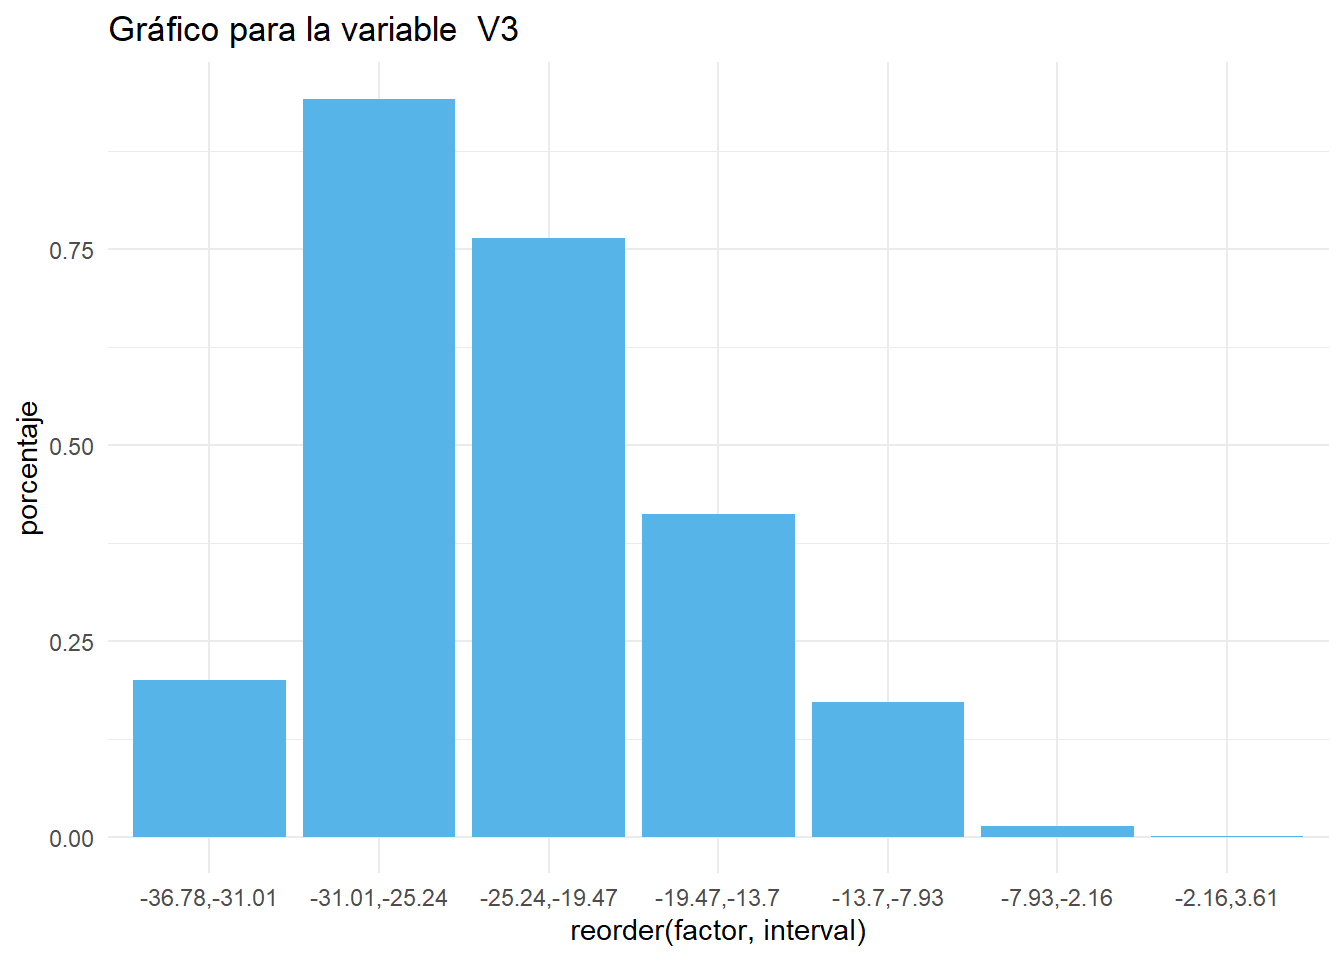 Gráfico para la variable  V3
porcentaje
0.75
0.50
0.25
0.00
-36.78,-31.01 -31.01,-25.24 -25.24,-19.47 -19.47,-13.7 -13.7,-7.93 -7.93,-2.16 -2.16,3.61
reorder(factor, interval)